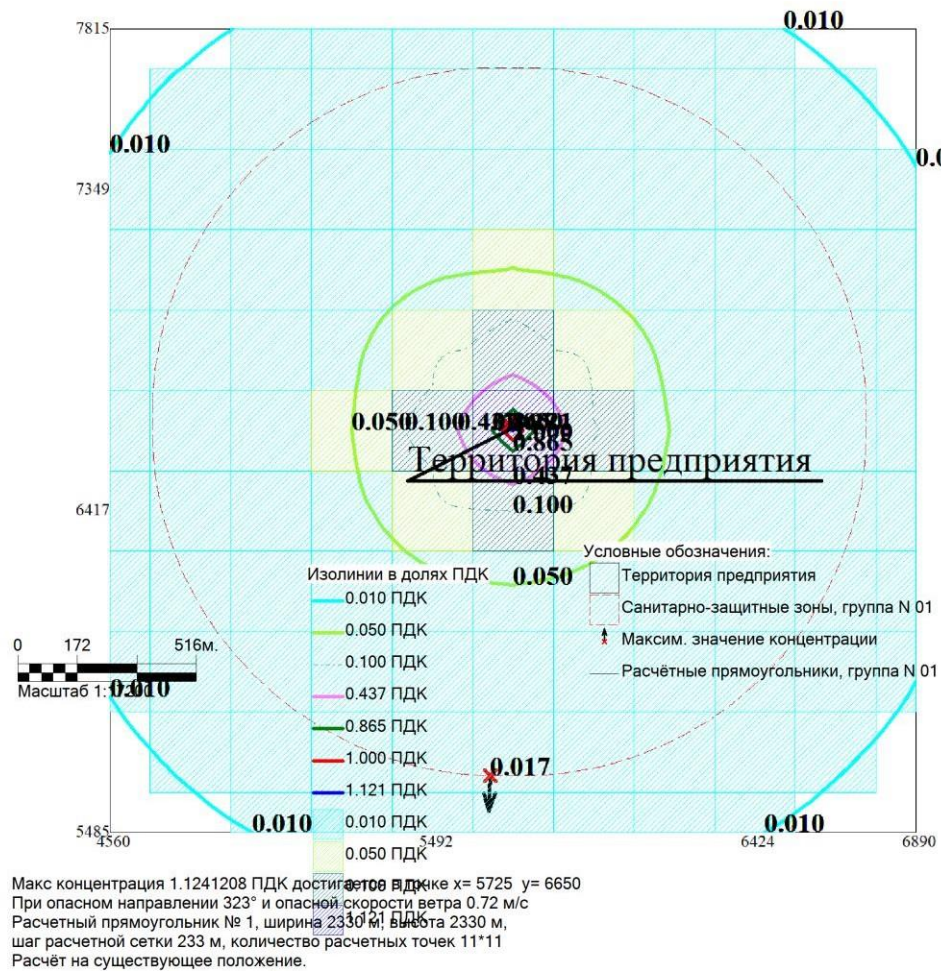 7815
0.010
0.010
7349
0.050
0.100
0.865
Территория предприятия
0.437
6417
0.100
0.050
Условные обозначения:
Территория предприятия
Санитарно-защитные зоны, группа N 01
Максим. значение концентрации
Расчётные прямоугольники, группа N 01
Изолинии в долях ПДК
0.010 ПДК
0.050 ПДК
0.100 ПДК
0.437 ПДК
0.865 ПДК
1.000 ПДК
1.121 ПДК
0.010 ПДК
0.050 ПДК
0.100 ПДК
1.121 ПДК
0 172 516м.
Масштаб
0.010
0.017
0.010
0.010
5485
4560
5492
6424
6890
Макс концентрация 1.1241208 ПДК достигается в точке x= 5725 y= 6650
При опасном направлении 323° и опасной скорости ветра 0.72 м/с
Расчетный прямоугольник № 1, ширина 2330 м, высота 2330 м,
шаг расчетной сетки 233 м, количество расчетных точек 11*11
Расчёт на существующее положение.